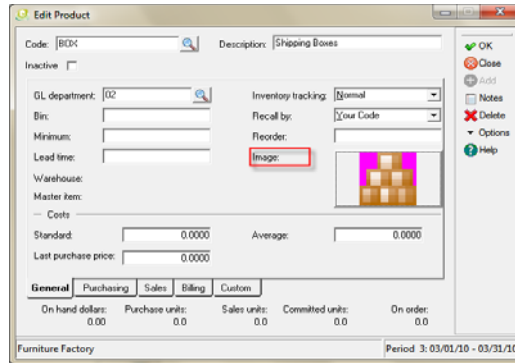 Edit Product
Code: BOX Description: Shipping Boxes
Inactive
OK
Close
Add
Notes
Delete
Options
Help
GL department: 02 Inventory tracking: Normal
Bin: Recall by: Your Code
Minimum: Reorder:
Lead time: Image:
Warehouse:
Master item:
Costs
Standard: 0.0000 Average: 0.0000
Last purchase price: 0.0000
General Purchasing Sales Billing Custom
On hand dollars: Purchase units: Sales units: Committed units: On order:
0.00 0.0 0.0 0.0 0.0
Furniture Factory Period 3: 03/01/10 - 03/31/10